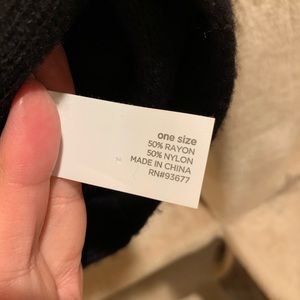 one size
50% RAYON
50% NYLON
MADE IN CHINA
RN#93677